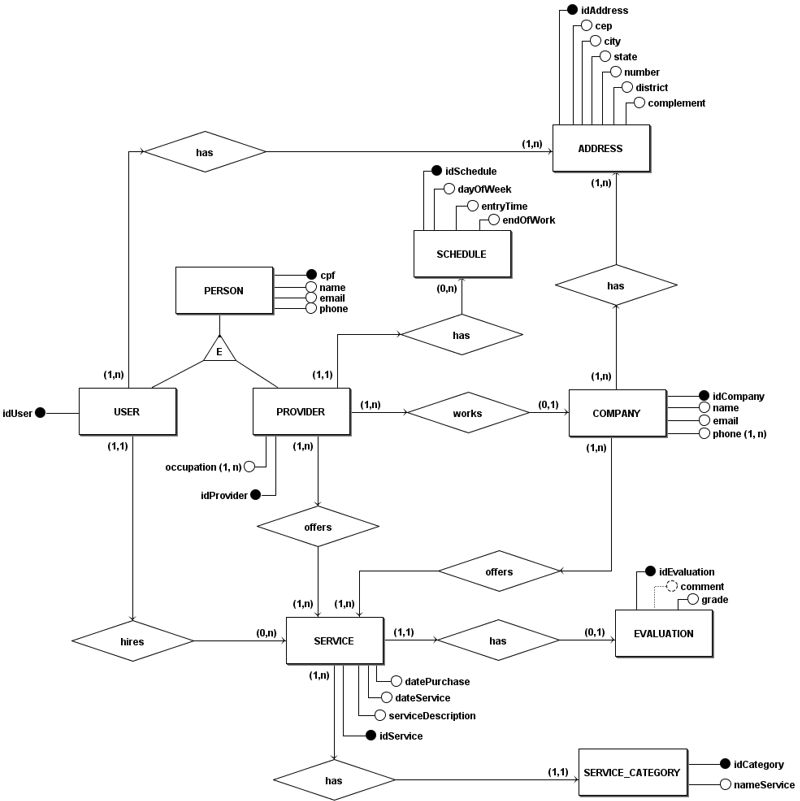 idAddress
cep
city
state
number
district
complement
ADDRESS
has
(1,n)
(1,n)
idSchedule
dayOfWeek
entryTime
endOfWork
SCHEDULE
(0,n)
PERSON
cpf
name
email
phone
has
has
E
(1,n)
(1,1)
(1,n)
idUser
USER
PROVIDER
(1,n)
works
(0,1)
COMPANY
idCompany
name
email
phone (1, n)
(1,1)
(1,n)
(1,n)
occupation (1, n)
idProvider
offers
offers
idEvaluation
comment
grade
(1,n)
(1,n)
hires
(0,n)
SERVICE
(1,1)
has
(0,1)
EVALUATION
(1,n)
datePurchase
dateService
serviceDescription
idService
has
(1,1)
SERVICE_CATEGORY
idCategory
nameService